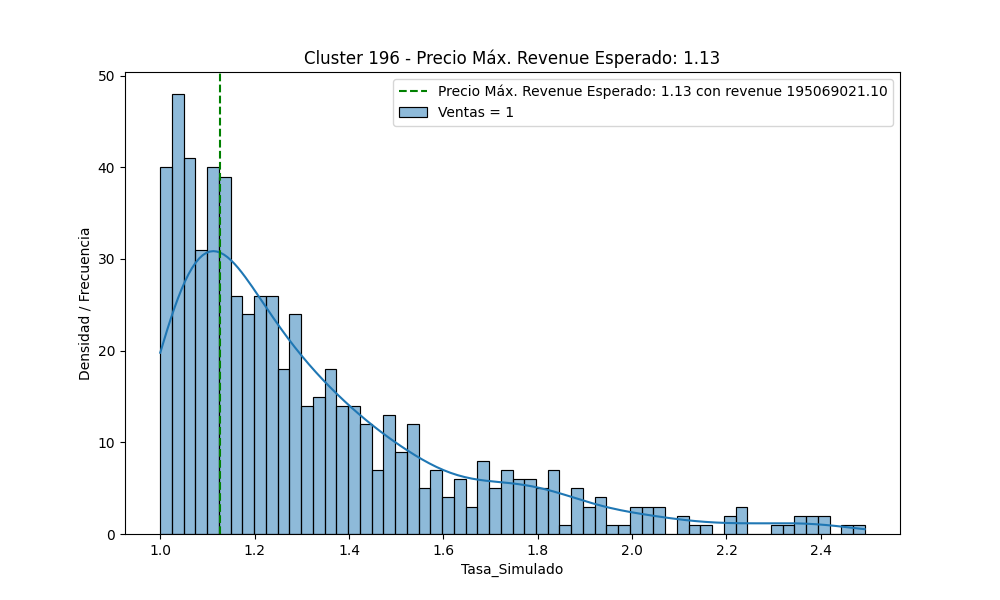 Cluster 196 - Precio Máx. Revenue Esperado: 1.13
Precio Máx. Revenue Esperado: 1.13 con revenue 195069021.10
Ventas = 1
50
40
30
20
10
0
Densidad / Frecuencia
1.0 1.2 1.4 1.6 1.8 2.0 2.2 2.4
Tasa_Simulado